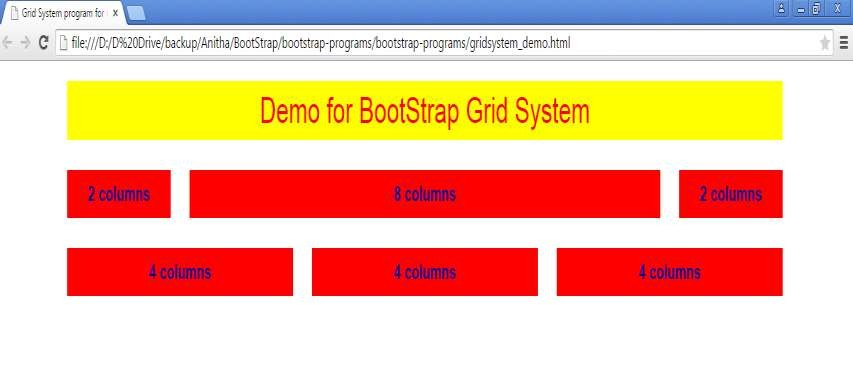 Grid System program for
file:///D:/D%20Drive/backup/Anitha/BootStrap/bootstrap-programs/bootstrap-programs/gridsystem_demo.html
Demo for BootStrap Grid System
2 columns 8 columns 2 columns
4 columns 4 columns 4 columns